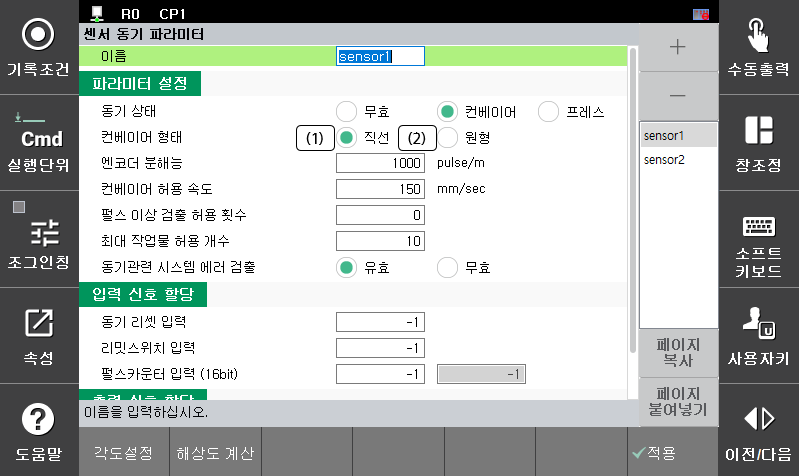 R0 CP1
센서 동기 파라미터
이름 sensor1
파라미터 설정
동기 상태 무효 컨베이어 프레스
컨베이어 형태 (1) 직선 (2) 원형
엔코더 분해능 1000 pulse/m
컨베이어 허용 속도 150 mm/sec
펄스 이상 검출 허용 횟수 0
최대 작업물 허용 개수 10
동기관련 시스템 에러 검출 유효 무효
입력 신호 할당
동기 리셋 입력 -1
리밋스위치 입력 -1
펄스카운터 입력 (16bit) -1 -1
출력 신호 할당
이름을 입력하십시오.
각도설정 해상도 계산 적용
기록조건
Cmd
실행단위
조그인칭
속성
도움말
+
-
sensor1
sensor2
페이지
복사
페이지
붙여넣기
수동출력
창조정
소프트
키보드
U
사용자키
이전/다음